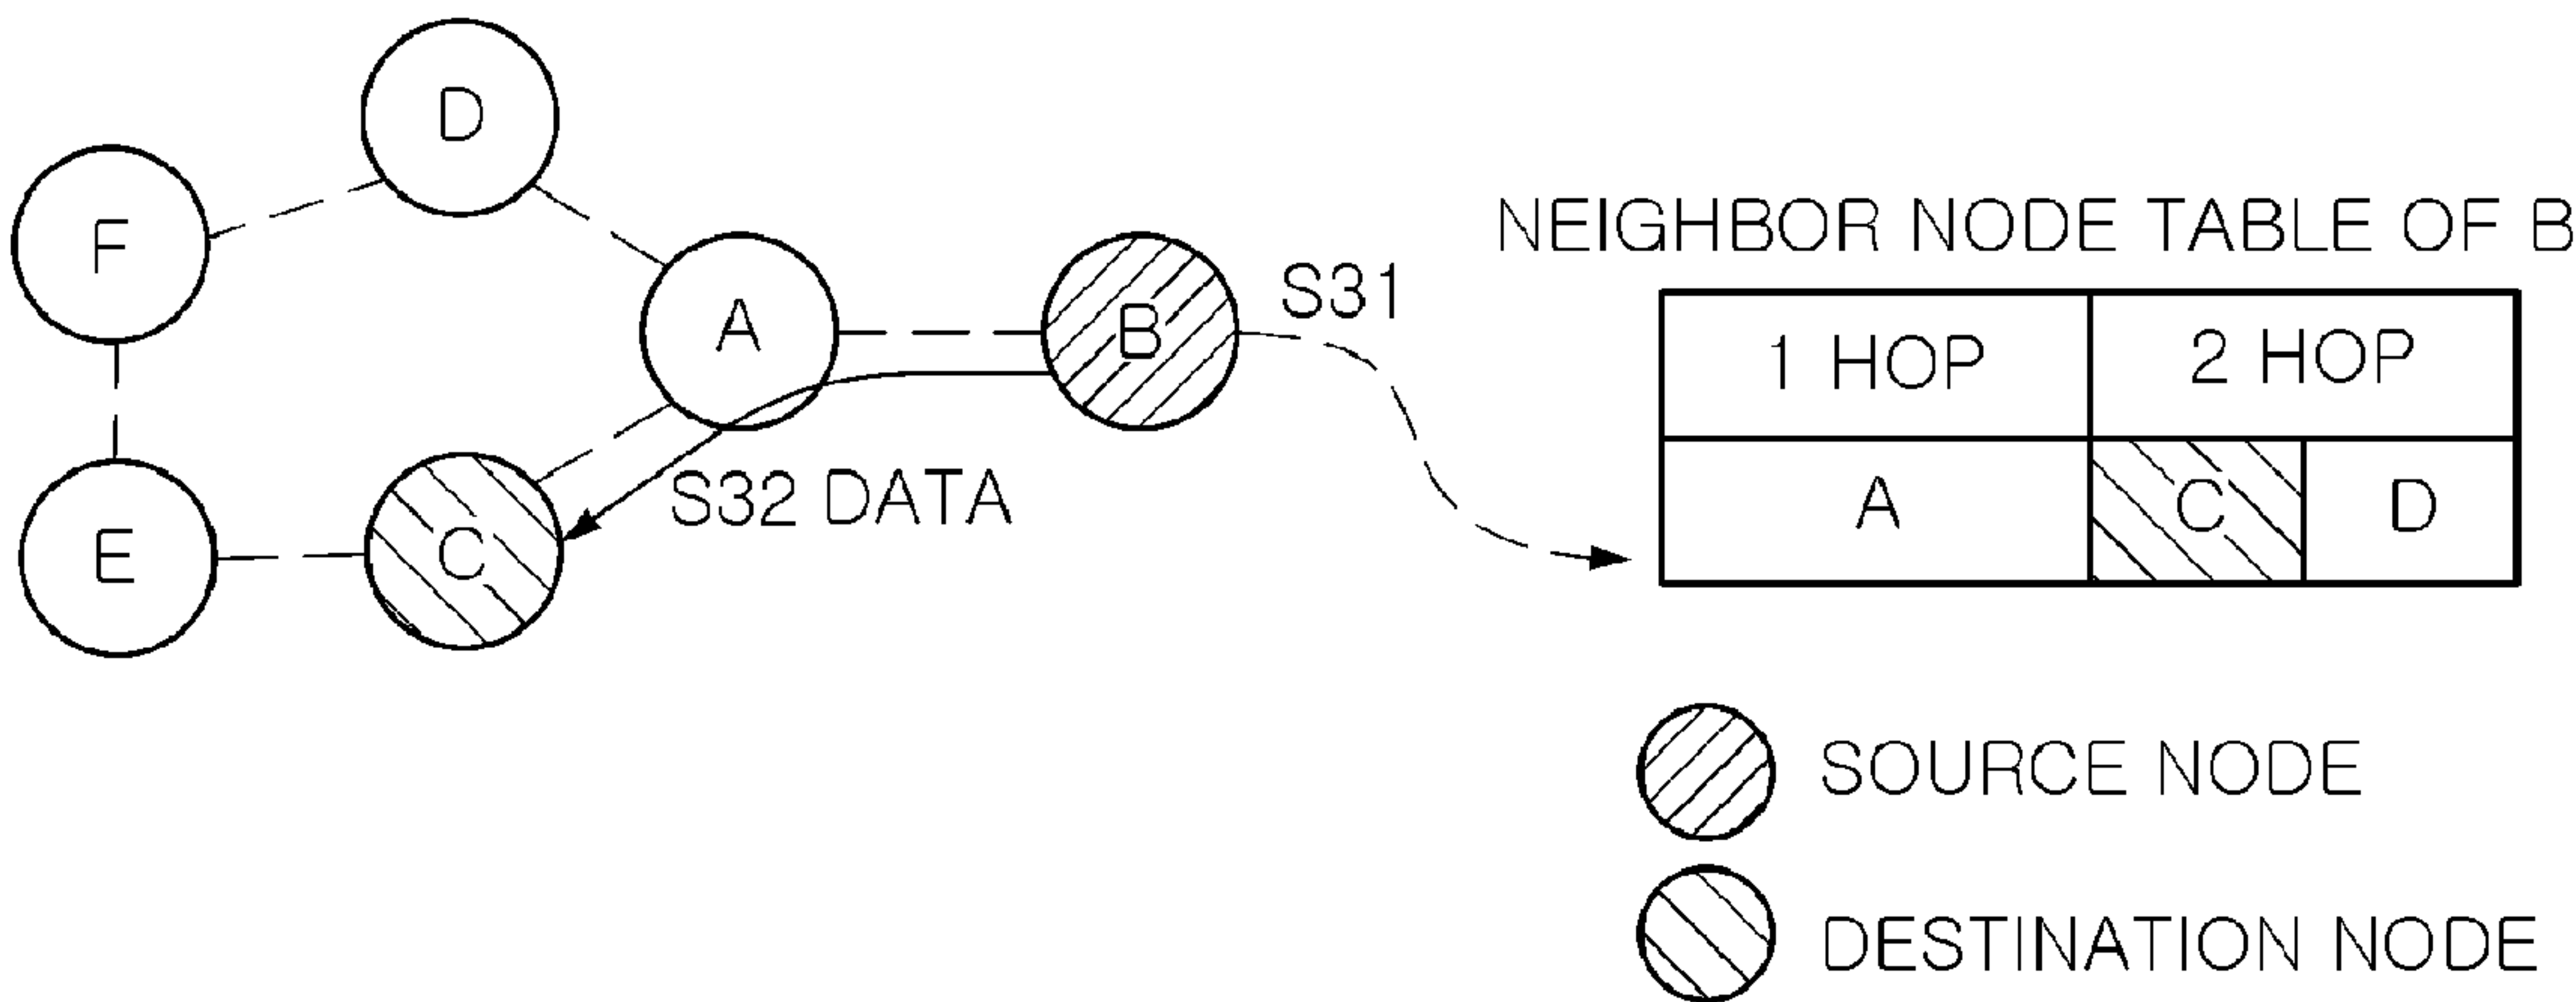 D
F
NEIGHBOR NODE TABLE OF B
S31
A
B
1 HOP 2 HOP
S32 DATA
A C D
E
C
SOURCE NODE
DESTINATION NODE